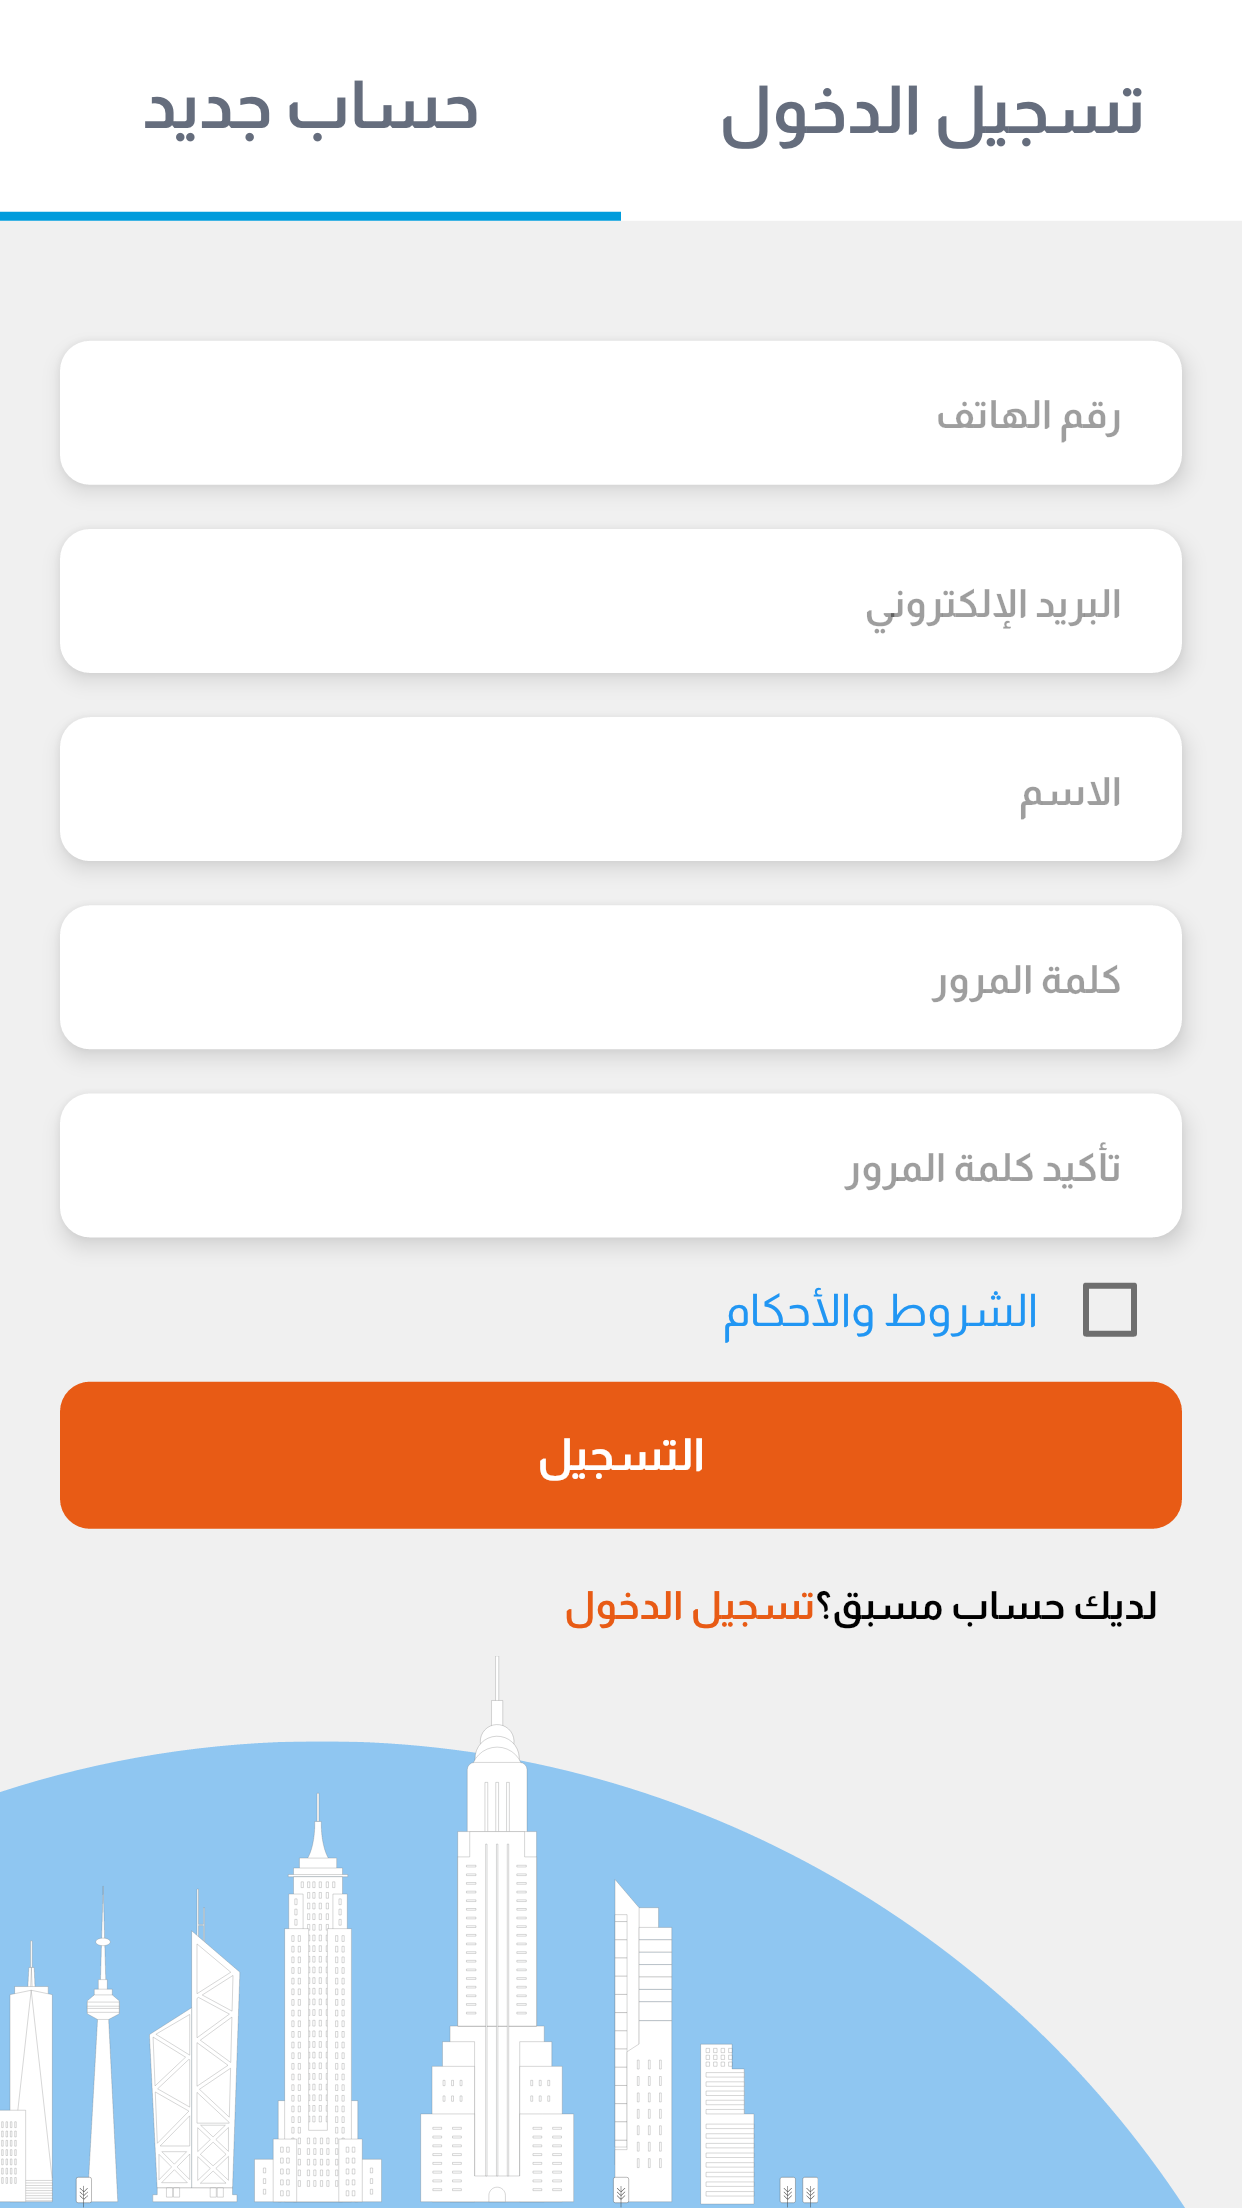 تسجيل الدخول
حساب جديد
رقم الهاتف
البريد الإلكتروني
الاسم
كلمة المرور
تأكيد كلمة المرور
الشروط والأحكام
التسجيل
لديك حساب مسبق؟تسجيل الدخول